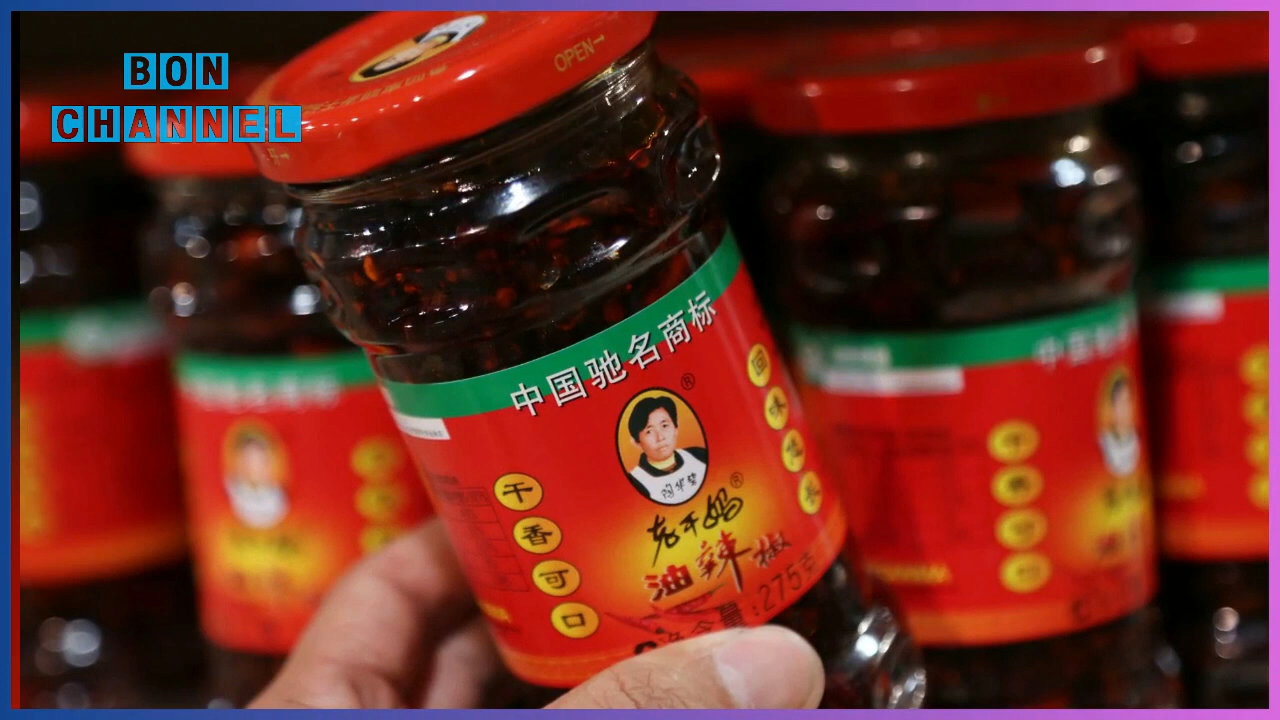 BON
CHANNEL
OPEN→
中国驰名商标
®
陶华碧
老干妈®
油辣椒
干香可口
回味悠长
净含量:275克